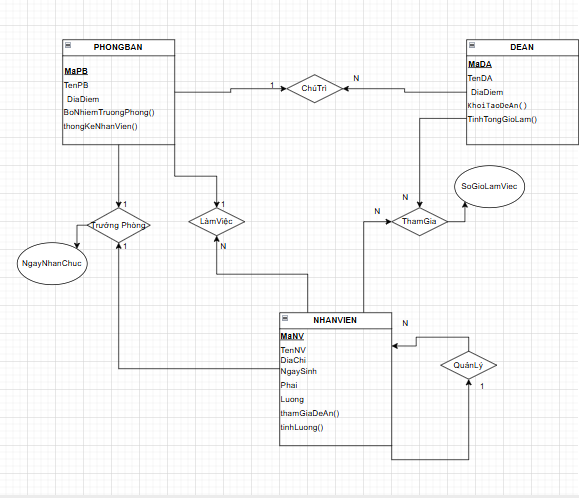 PHONGBAN
MaPB
TenPB
DiaDiem
BoNhiemTruongPhong()
thongKeNhanVien()
DEAN
MaDA
TenDA
DiaDiem
KhoiTaoDeAn()
TinhTongGioLam()
1
ChủTrì
N
SoGioLamViec
N
1
Trưởng Phòng
1
1
LàmViệc
N
N
ThamGia
NgayNhanChuc
NHANVIEN
MaNV
TenNV
DiaChi
NgaySinh
Phai
Luong
thamGiaDeAn()
tinhLuong()
N
QuảnLý
1